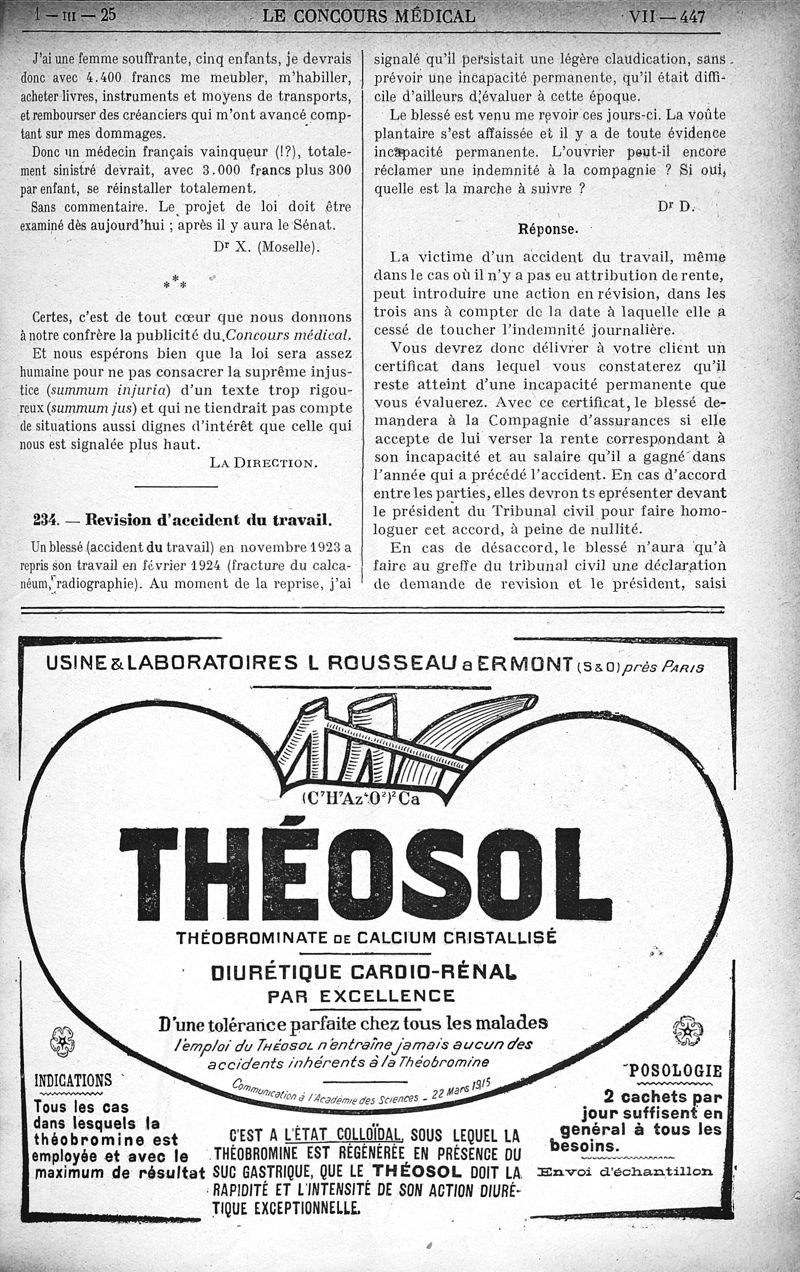 1 — III — 25 LE CONCOURS MÉDICAL VII — 447
J'ai une femme souffrante, cinq enfants, je devrais
donc avec 4.400 francs me meubler, m'habiller,
acheter livres, instruments et moyens de transports,
et rembourser des créanciers qui m'ont avancé comp-
tant sur mes dommages.
Donc un médecin français vainqueur (!?), totale-
ment sinistré devrait, avec 3.000 francs plus 300
par enfant, se réinstaller totalement.
Sans commentaire. Le projet de loi doit être
examiné dès aujourd'hui ; après il y aura le Sénat.
Dr X. (Moselle).
* * *
Certes, c'est de tout cœur que nous donnons
à notre confrère la publicité du Concours médical.
Et nous espérons bien que la loi sera assez
humaine pour ne pas consacrer la suprême injus-
tice (summum injuria) d'un texte trop rigou-
reux (summum jus) et qui ne tiendrait pas compte
de situations aussi dignes d'intérêt que celle qui
nous est signalée plus haut.
LA DIRECTION.
234. — Revision d'accident du travail.
Un blessé (accident du travail) en novembre 1923 a
repris son travail en février 1924 (fracture du calca-
néum, radiographie). Au moment de la reprise, j'ai
signalé qu'il persistait une légère claudication, sans
prévoir une incapacité permanente, qu'il était diffi-
cile d'ailleurs d'évaluer à cette époque.
Le blessé est venu me revoir ces jours-ci. La voûte
plantaire s'est affaissée et il y a de toute évidence
incapacité permanente. L'ouvrier peut-il encore
réclamer une indemnité à la compagnie ? Si oui,
quelle est la marche à suivre ?
Dr D.
Réponse.
La victime d'un accident du travail, même
dans le cas où il n'y a pas eu attribution de rente,
peut introduire une action en révision, dans les
trois ans à compter de la date à laquelle elle a
cessé de toucher l'indemnité journalière.
Vous devrez donc délivrer à votre client un
certificat dans lequel vous constaterez qu'il
reste atteint d'une incapacité permanente que
vous évaluerez. Avec ce certificat, le blessé de-
mandera à la Compagnie d'assurances si elle
accepte de lui verser la rente correspondant à
son incapacité et au salaire qu'il a gagné dans
l'année qui a précédé l'accident. En cas d'accord
entre les parties, elles devron ts eprésenter devant
le président du Tribunal civil pour faire homo-
loguer cet accord, à peine de nullité.
En cas de désaccord, le blessé n'aura qu'à
faire au greffe du tribunal civil une déclaration
de demande de revision et le président, saisi
USINE & LABORATOIRES L ROUSSEAU a ERMONT (S & O) près PARIS
(C⁷H⁷Az⁴O²)²Ca
THÉOSOL
THÉOBROMINATE DE CALCIUM CRISTALLISÉ
DIURÉTIQUE CARDIO-RÉNAL
PAR EXCELLENCE
D'une tolérance parfaite chez tous les malades
l'emploi du THÉOSOL n'entraîne jamais aucun des
accidents inhérents à la Théobromine
Communication à l'Académie des Sciences - 22 Mars 1915
INDICATIONS
Tous les cas
dans lesquels la
théobromine est
employée et avec le
maximum de résultat
C'EST A L'ÉTAT COLLOÏDAL, SOUS LEQUEL LA
THÉOBROMINE EST RÉGÉNÉRÉE EN PRÉSENCE DU
SUC GASTRIQUE, QUE LE THÉOSOL DOIT LA
RAPIDITÉ ET L'INTENSITÉ DE SON ACTION DIURÉ-
TIQUE EXCEPTIONNELLE.
POSOLOGIE
2 cachets par
jour suffisent en
général à tous les
besoins.
Envoi d'échantillon